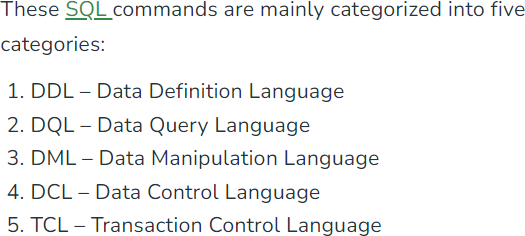 These SQL commands are mainly categorized into five
categories:
1. DDL – Data Definition Language
2. DQL – Data Query Language
3. DML – Data Manipulation Language
4. DCL – Data Control Language
5. TCL – Transaction Control Language